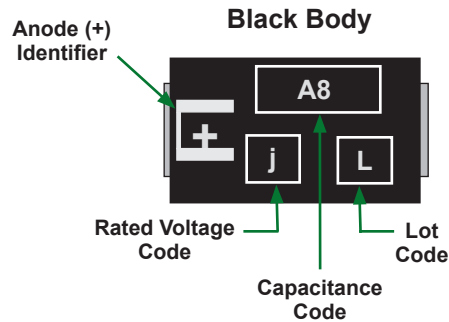 Black Body
Anode (+)
Identifier
A8
+
j
L
Rated Voltage
Code
Lot
Code
Capacitance
Code